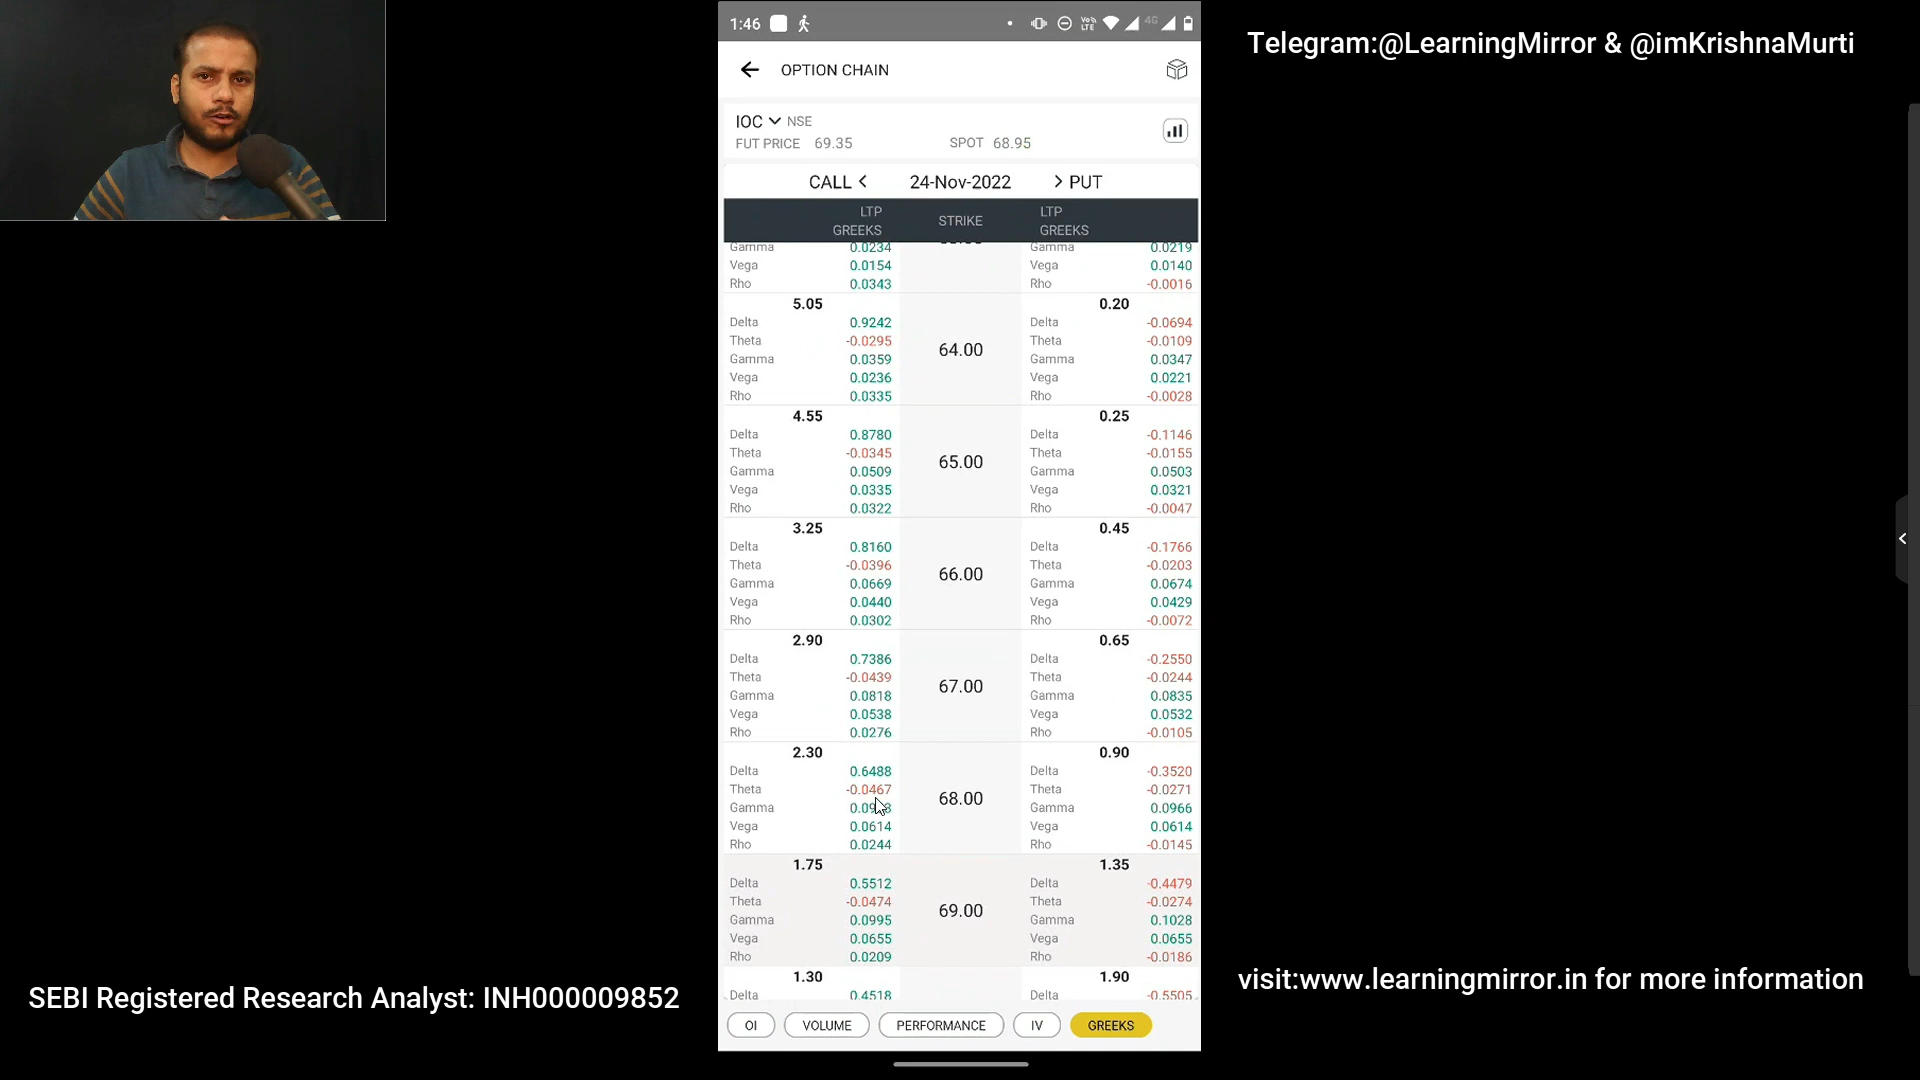 1:46
4G
Telegram:@LearningMirror & @imKrishnaMurti
OPTION CHAIN
IOC NSE
FUT PRICE 69.35 SPOT 68.95
CALL < 24-Nov-2022 > PUT
LTP STRIKE LTP
GREEKS GREEKS
Gamma 0.0234 Gamma 0.0219
Vega 0.0154 Vega 0.0140
Rho 0.0343 Rho -0.0016
5.05 0.20
Delta 0.9242 Delta -0.0694
Theta -0.0295 Theta -0.0109
64.00
Gamma 0.0359 Gamma 0.0347
Vega 0.0236 Vega 0.0221
Rho 0.0335 Rho -0.0028
4.55 0.25
Delta 0.8780 Delta -0.1146
Theta -0.0345 Theta -0.0155
65.00
Gamma 0.0509 Gamma 0.0503
Vega 0.0335 Vega 0.0321
Rho 0.0322 Rho -0.0047
3.25 0.45
Delta 0.8160 Delta -0.1766
Theta -0.0396 Theta -0.0203
66.00
Gamma 0.0669 Gamma 0.0674
Vega 0.0440 Vega 0.0429
Rho 0.0302 Rho -0.0072
2.90 0.65
Delta 0.7386 Delta -0.2550
Theta -0.0439 Theta -0.0244
67.00
Gamma 0.0818 Gamma 0.0835
Vega 0.0538 Vega 0.0532
Rho 0.0276 Rho -0.0105
2.30 0.90
Delta 0.6488 Delta -0.3520
Theta -0.0467 Theta -0.0271
68.00
Gamma Gamma 0.0966
Vega 0.0614 Vega 0.0614
Rho 0.0244 Rho -0.0145
1.75 1.35
Delta 0.5512 Delta -0.4479
Theta -0.0474 Theta -0.0274
69.00
Gamma 0.0995 Gamma 0.1028
Vega 0.0655 Vega 0.0655
Rho 0.0209 Rho -0.0186
1.30 1.90
Delta 0.4518 Delta -0.5505
OI VOLUME PERFORMANCE IV GREEKS
SEBI Registered Research Analyst: INH000009852
visit:www.learningmirror.in for more information